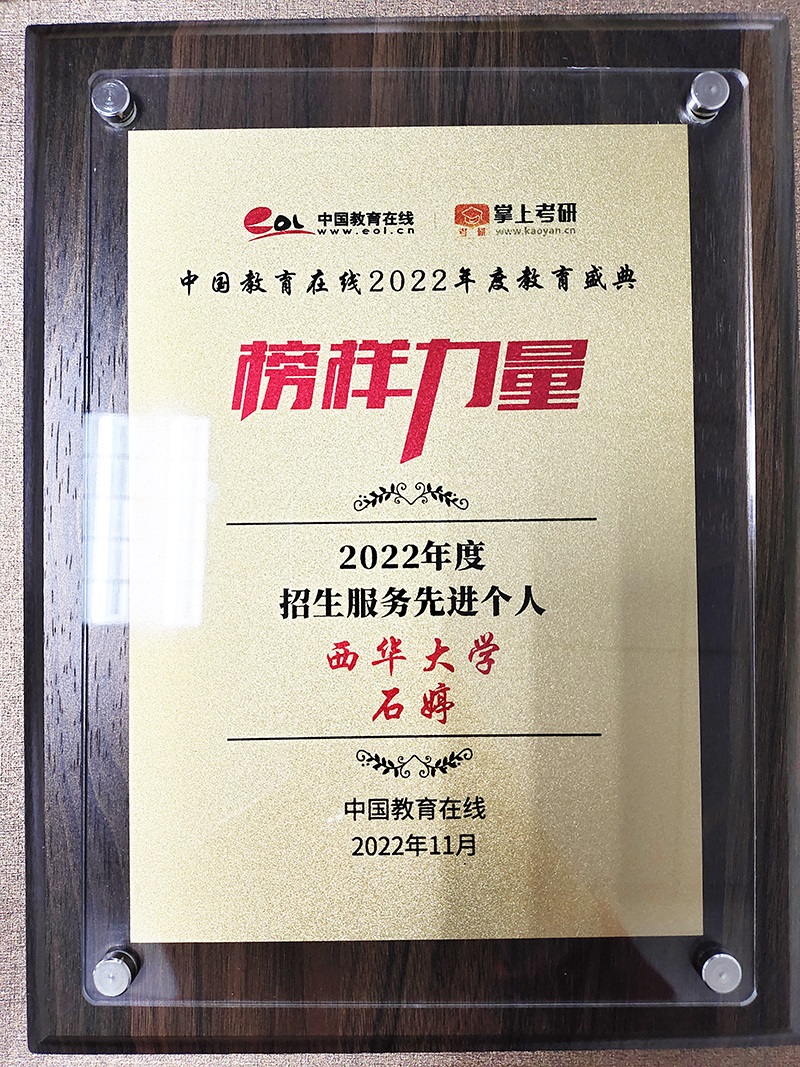 eOL 中国教育在线 掌上考研
www.eol.cn 考研 www.kaoyan.cn
中国教育在线2022年度教育盛典
榜样力量
2022年度
招生服务先进个人
西华大学
石婷
中国教育在线
2022年11月